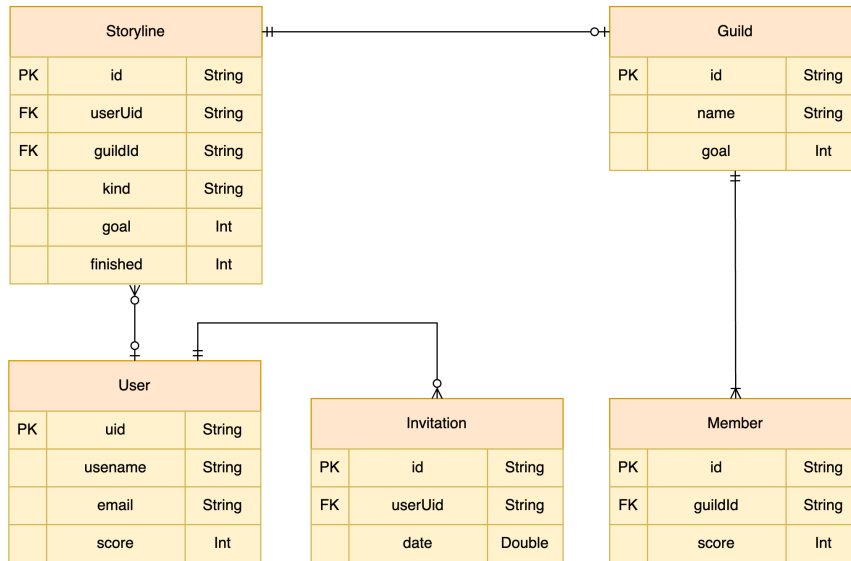 Storyline
PK id String
FK userUid String
FK guildId String
kind String
goal Int
finished Int
Guild
PK id String
name String
goal Int
User
PK uid String
usename String
email String
score Int
Invitation
PK id String
FK userUid String
date Double
Member
PK id String
FK guildId String
score Int